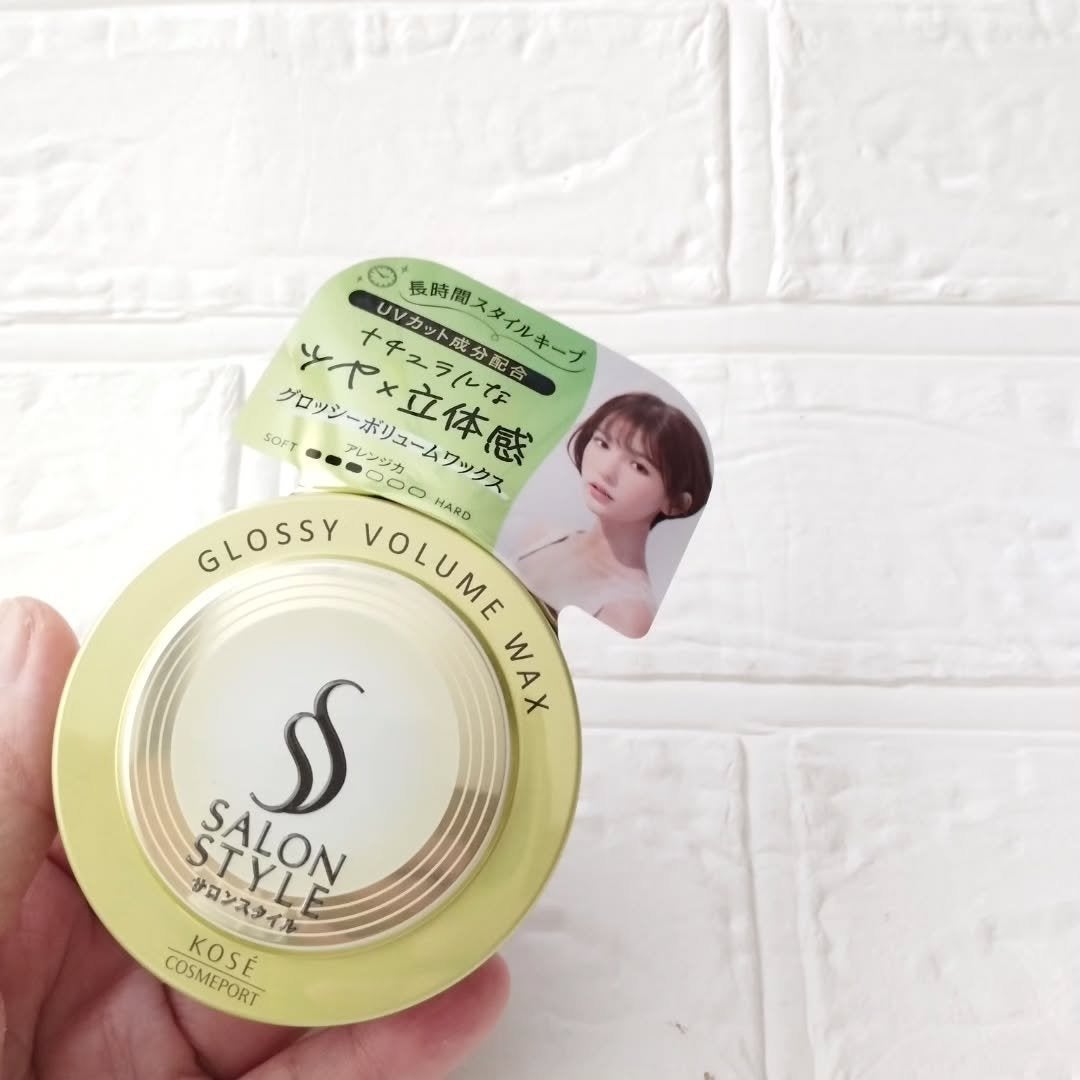 長時間スタイルキープ
UVカット成分配合
ナチュラルな
ツヤ×立体感
グロッシーボリュームワックス
アレンジ力
SOFT HARD
GLOSSY VOLUME WAX
SALON
STYLE
サロンスタイル
KOSÉ
COSMEPORT